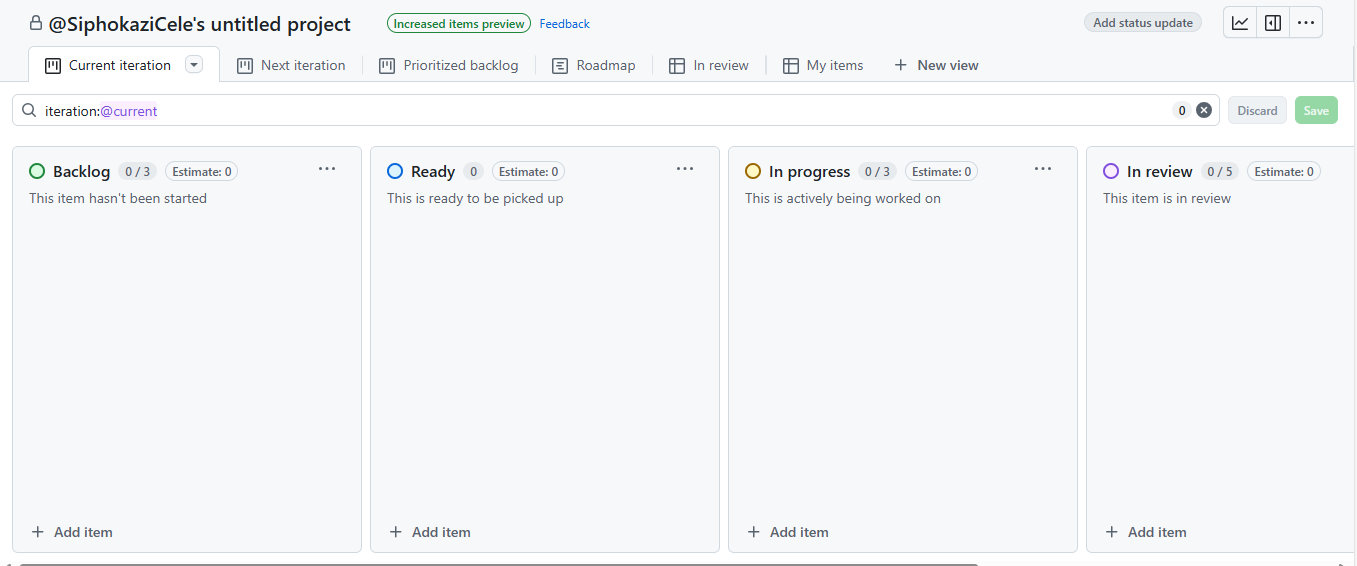 @SiphokaziCele's untitled project Increased items preview Feedback Add status update
Current iteration Next iteration Prioritized backlog Roadmap In review My items New view
iteration:@current 0 Discard Save
Backlog 0 / 3 Estimate: 0
This item hasn't been started
Add item
Ready 0 Estimate: 0
This is ready to be picked up
Add item
In progress 0 / 3 Estimate: 0
This is actively being worked on
Add item
In review 0 / 5 Estimate: 0
This item is in review
Add item